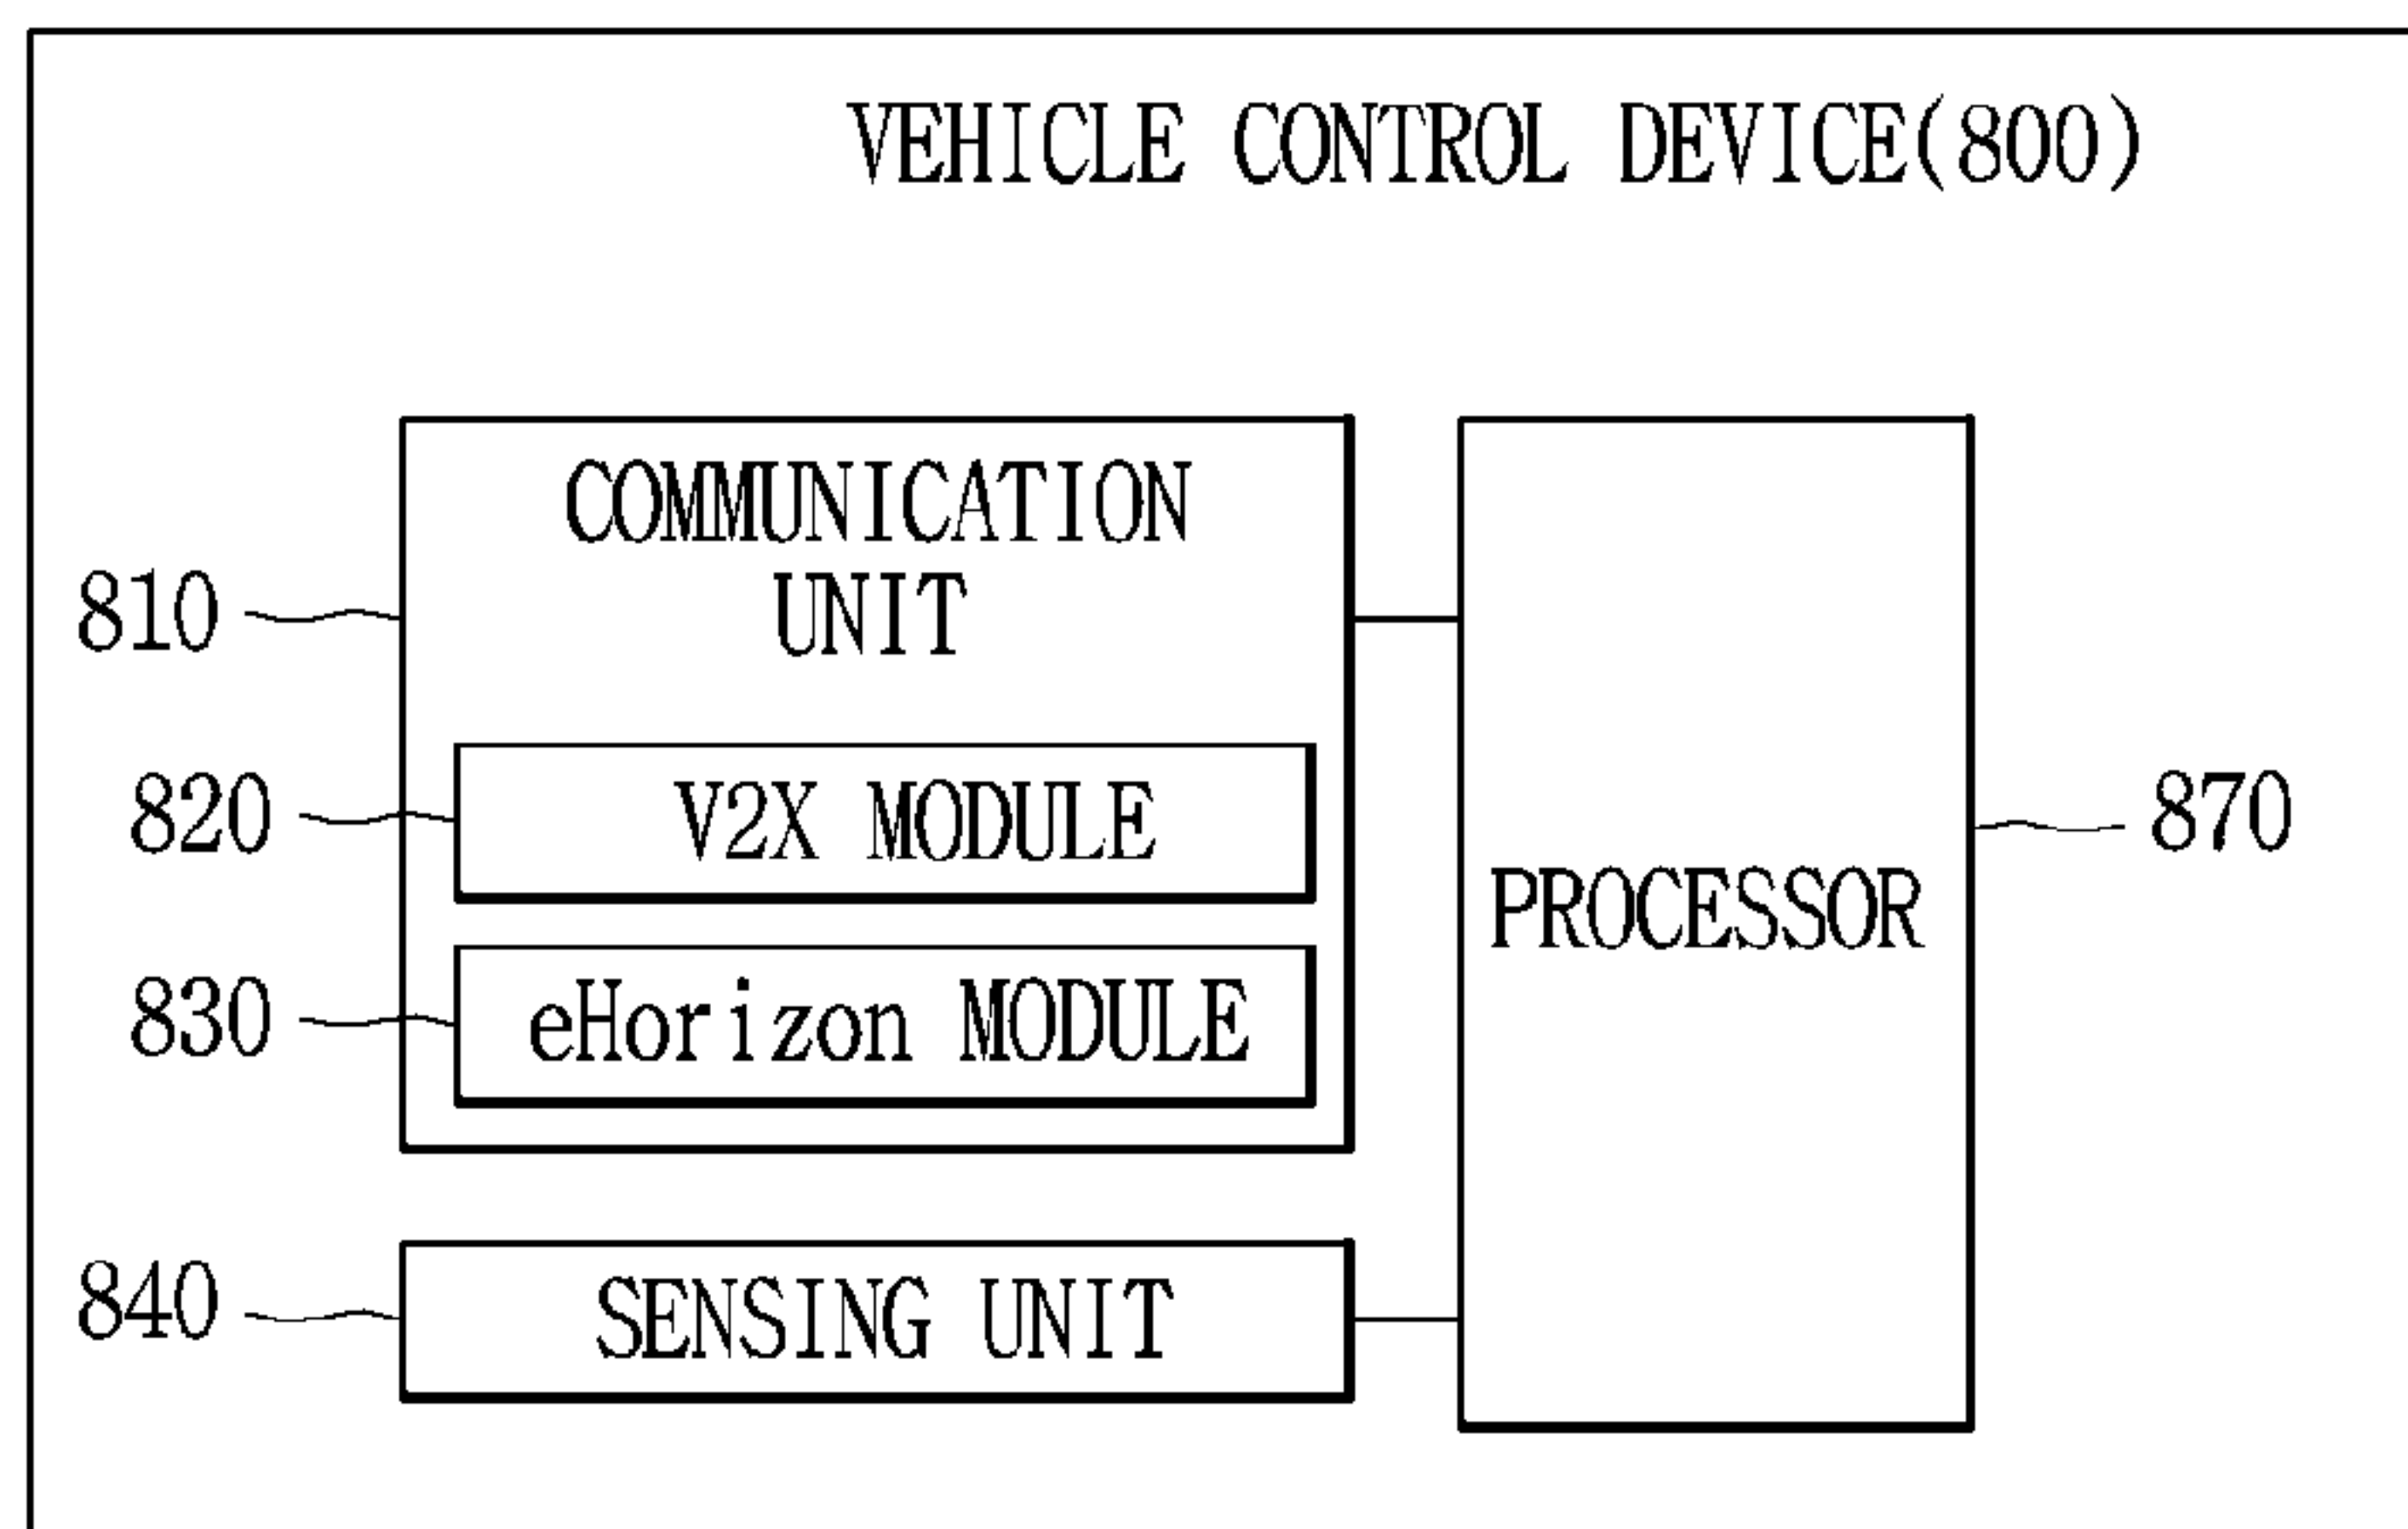 VEHICLE CONTROL DEVICE(800)
COMMUNICATION
UNIT
810
820
V2X MODULE
870
PROCESSOR
830
eHorizon MODULE
840
SENSING UNIT